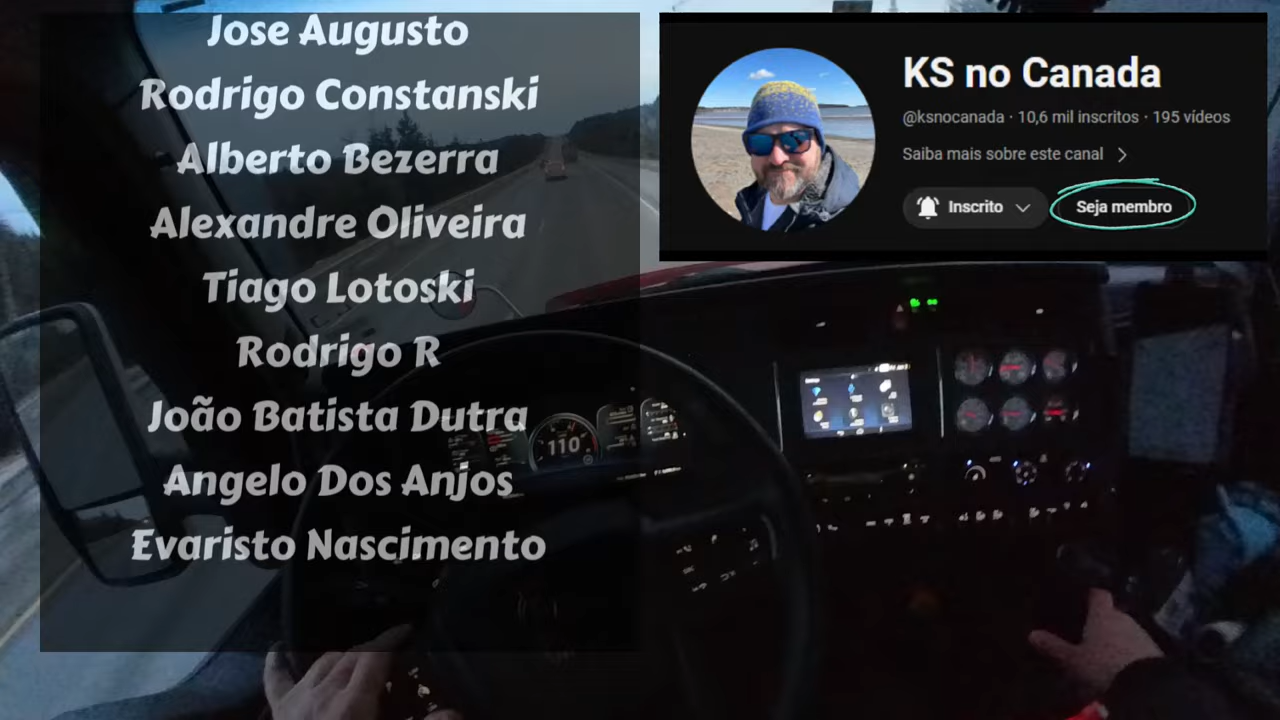 Jose Augusto
Rodrigo Constanski
Alberto Bezerra
Alexandre Oliveira
Tiago Lotoski
Rodrigo R
João Batista Dutra
Angelo Dos Anjos
Evaristo Nascimento
KS no Canada
@ksnocanada · 10,6 mil inscritos · 195 vídeos
Saiba mais sobre este canal
Inscrito
Seja membro
110